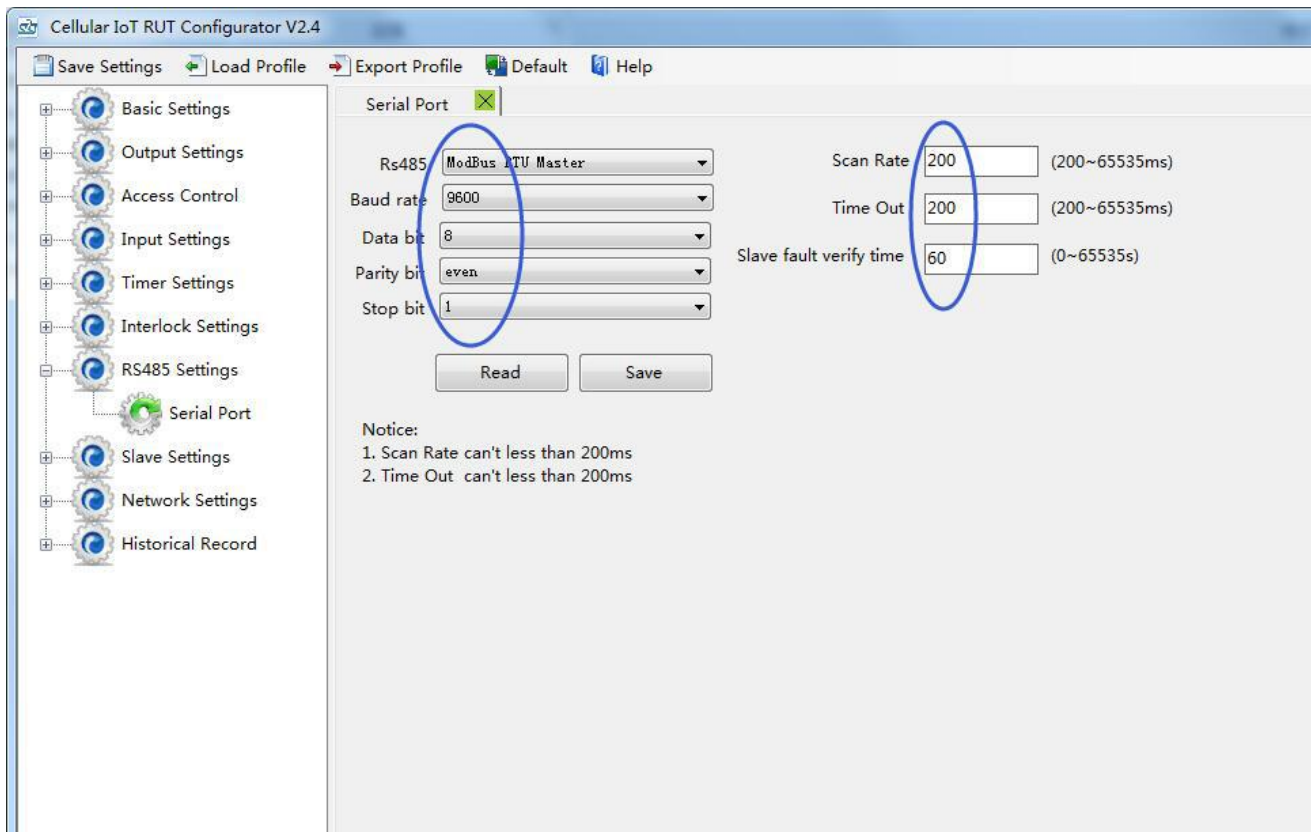 Cellular IoT RUT Configurator V2.4
Save Settings Load Profile Export Profile Default Help
Basic Settings
Output Settings
Access Control
Input Settings
Timer Settings
Interlock Settings
RS485 Settings
Serial Port
Slave Settings
Network Settings
Historical Record
Serial Port
Rs485 ModBus RTU Master
Baud rate 9600
Data bit 8
Parity bit even
Stop bit 1
Read Save
Scan Rate 200 (200~65535ms)
Time Out 200 (200~65535ms)
Slave fault verify time 60 (0~65535s)
Notice:
1. Scan Rate can't less than 200ms
2. Time Out can't less than 200ms